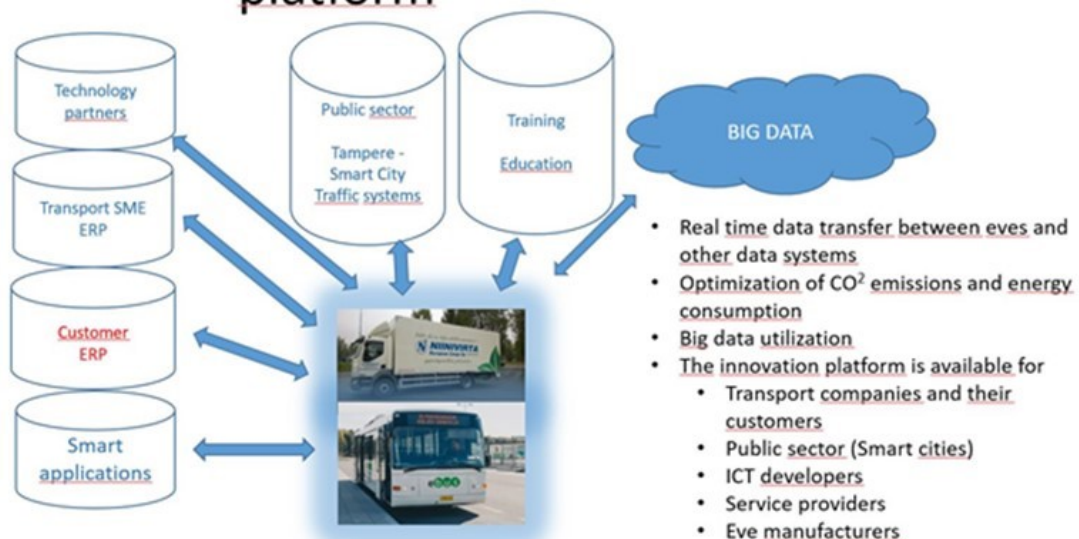 platform
Technology
partners
Transport SME
ERP
Customer
ERP
Smart
applications
Public sector
Tampere -
Smart City
Traffic systems
Training
Education
BIG DATA
NIINIVIRTA
• Real time data transfer between eves and
other data systems
• Optimization of CO² emissions and energy
consumption
• Big data utilization
• The innovation platform is available for
• Transport companies and their
customers
• Public sector (Smart cities)
• ICT developers
• Service providers
• Eve manufacturers